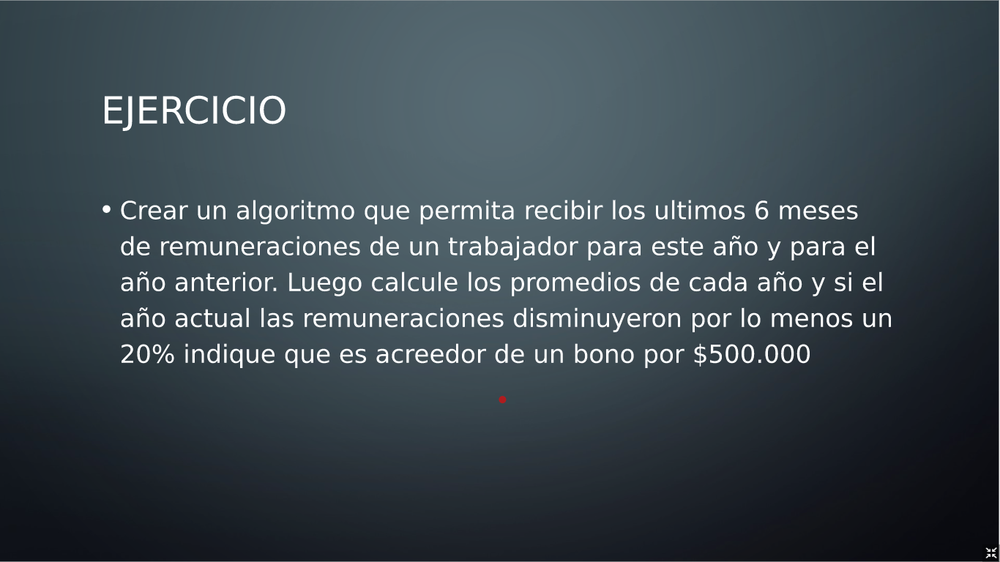 EJERCICIO
• Crear un algoritmo que permita recibir los ultimos 6 meses
de remuneraciones de un trabajador para este año y para el
año anterior. Luego calcule los promedios de cada año y si el
año actual las remuneraciones disminuyeron por lo menos un
20% indique que es acreedor de un bono por $500.000